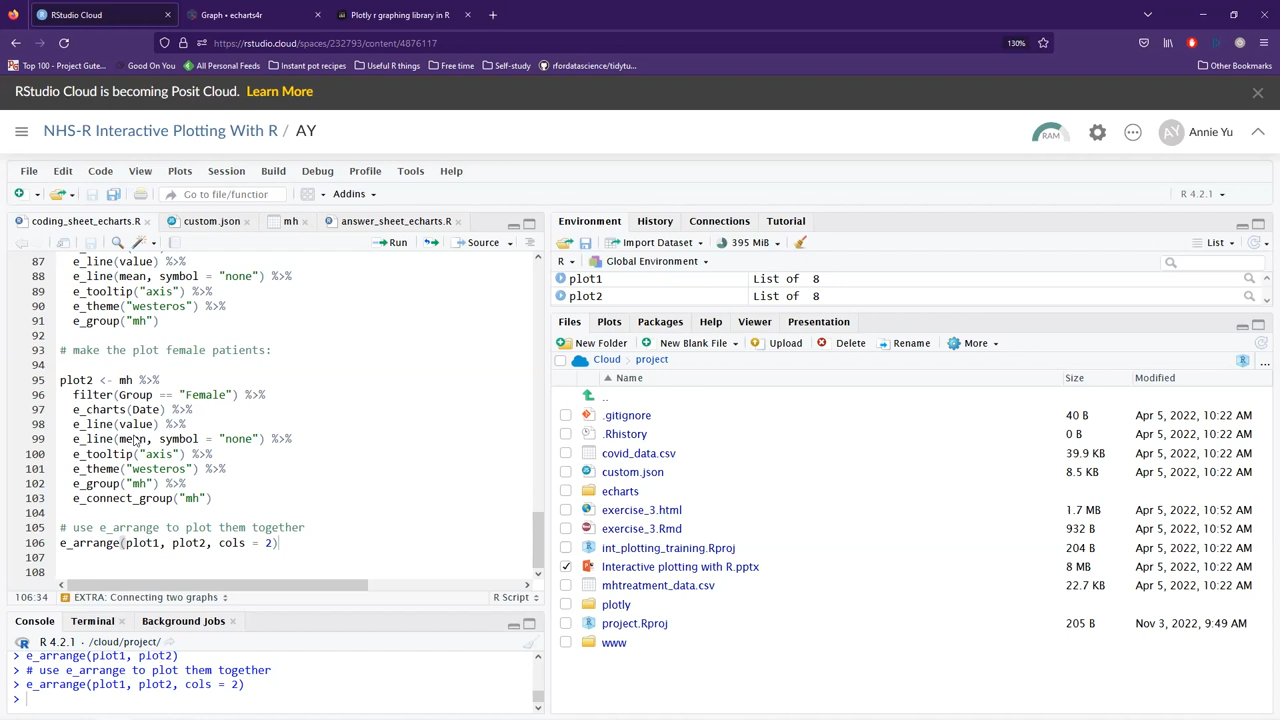 RStudio Cloud
Graph • echarts4r
Plotly r graphing library in R
https://rstudio.cloud/spaces/232793/content/4876117
130%
Top 100 - Project Gute…
Good On You
All Personal Feeds
Instant pot recipes
Useful R things
Free time
Self-study
rfordatascience/tidytu…
Other Bookmarks
RStudio Cloud is becoming Posit Cloud. Learn More
NHS-R Interactive Plotting With R / AY
RAM
AY
Annie Yu
File Edit Code View Plots Session Build Debug Profile Tools Help
Go to file/function
Addins
R 4.2.1
coding_sheet_echarts.R
custom.json
mh
answer_sheet_echarts.R
Run
Source
87 e_line(value) %>%
88 e_line(mean, symbol = "none") %>%
89 e_tooltip("axis") %>%
90 e_theme("westeros") %>%
91 e_group("mh")
92
93 # make the plot female patients:
94
95 plot2 <- mh %>%
96 filter(Group == "Female") %>%
97 e_charts(Date) %>%
98 e_line(value) %>%
99 e_line(mean, symbol = "none") %>%
100 e_tooltip("axis") %>%
101 e_theme("westeros") %>%
102 e_group("mh") %>%
103 e_connect_group("mh")
104
105 # use e_arrange to plot them together
106 e_arrange(plot1, plot2, cols = 2)
107
108
106:34
# EXTRA: Connecting two graphs
R Script
Console
Terminal
Background Jobs
R 4.2.1 · /cloud/project/
> e_arrange(plot1, plot2)
> # use e_arrange to plot them together
> e_arrange(plot1, plot2, cols = 2)
>
Environment
History
Connections
Tutorial
Import Dataset
395 MiB
List
R
Global Environment
plot1 List of 8
plot2 List of 8
Files
Plots
Packages
Help
Viewer
Presentation
New Folder
New Blank File
Upload
Delete
Rename
More
Cloud
project
...
Name Size Modified
..
.gitignore 40 B Apr 5, 2022, 10:22 AM
.Rhistory 0 B Apr 5, 2022, 10:22 AM
covid_data.csv 39.9 KB Apr 5, 2022, 10:22 AM
custom.json 8.5 KB Apr 5, 2022, 10:22 AM
echarts
exercise_3.html 1.7 MB Apr 5, 2022, 10:22 AM
exercise_3.Rmd 932 B Apr 5, 2022, 10:22 AM
int_plotting_training.Rproj 204 B Apr 5, 2022, 10:22 AM
Interactive plotting with R.pptx 8 MB Apr 5, 2022, 10:22 AM
mhtreatment_data.csv 22.7 KB Apr 5, 2022, 10:22 AM
plotly
project.Rproj 205 B Nov 3, 2022, 9:49 AM
www